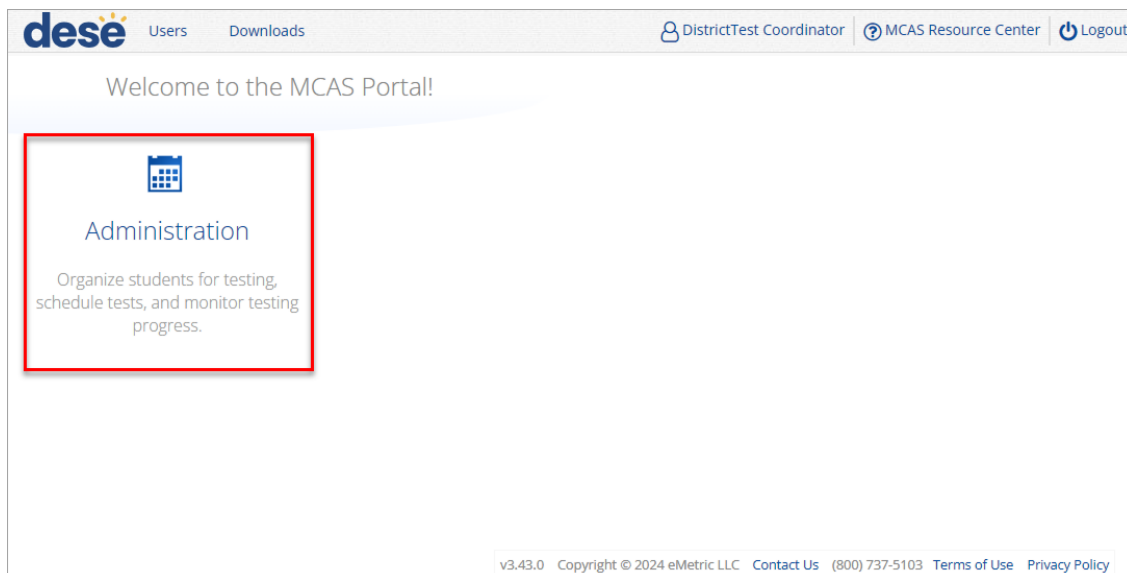 dese Users Downloads DistrictTest Coordinator MCAS Resource Center Logout
Welcome to the MCAS Portal!
Administration
Organize students for testing,
schedule tests, and monitor testing
progress.
v3.43.0 Copyright © 2024 eMetric LLC Contact Us (800) 737-5103 Terms of Use Privacy Policy